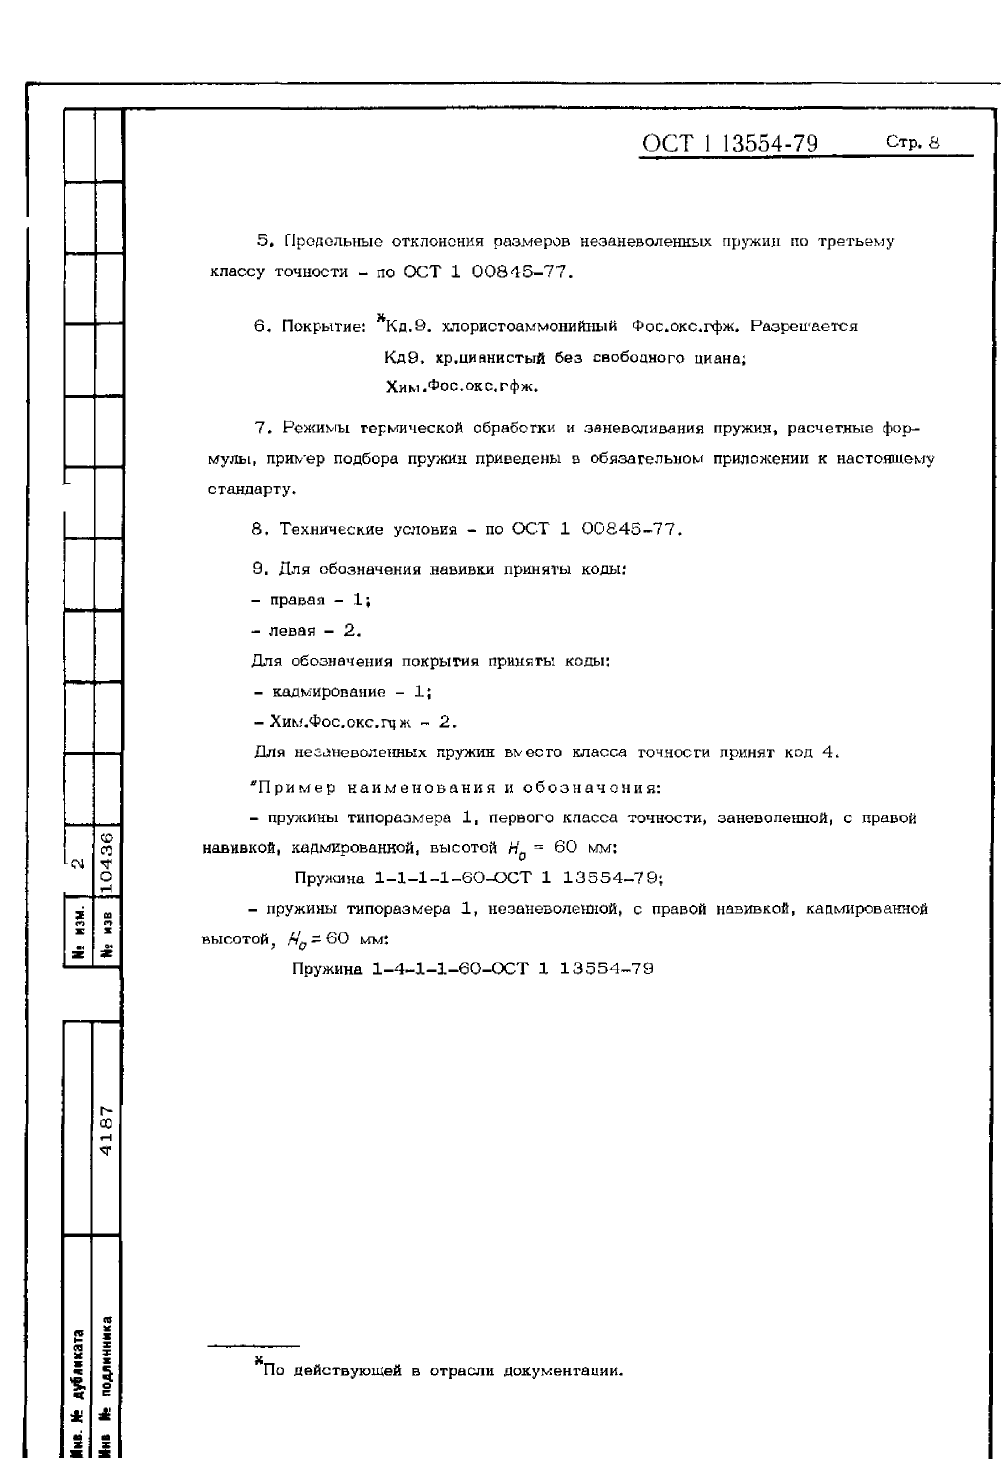 ОСТ 1 13554-79 Стр. 8
5. Предельные отклонения размеров незаневоленных пружин по третьему
классу точности – по ОСТ 1 00845-77.
6. Покрытие: *Кд.9. хлористоаммонийный Фос.окс.гфж. Разрешается
Кд9. кр.цианистый без свободного циана;
Хим.Фос.окс.гфж.
7. Режимы термической обработки и заневоливания пружин, расчетные фор-
мулы, пример подбора пружин приведены в обязательном приложении к настоящему
стандарту.
8. Технические условия – по ОСТ 1 00845-77.
9. Для обозначения навивки приняты коды:
– правая – 1;
– левая – 2.
Для обозначения покрытия приняты коды:
– кадмирование – 1;
– Хим.Фос.окс.гфж – 2.
Для незаневоленных пружин вместо класса точности принят код 4.
"Пример наименования и обозначения:
– пружины типоразмера 1, первого класса точности, заневоленной, с правой
навивкой, кадмированной, высотой H₀ = 60 мм:
Пружина 1-1-1-1-60-ОСТ 1 13554-79;
– пружины типоразмера 1, незаневоленной, с правой навивкой, кадмированной
высотой, H₀ = 60 мм:
Пружина 1-4-1-1-60-ОСТ 1 13554-79
*По действующей в отрасли документации.
№ изм. 2
№ изв 10436
4187
Инв. № дубликата
Инв № подлинника